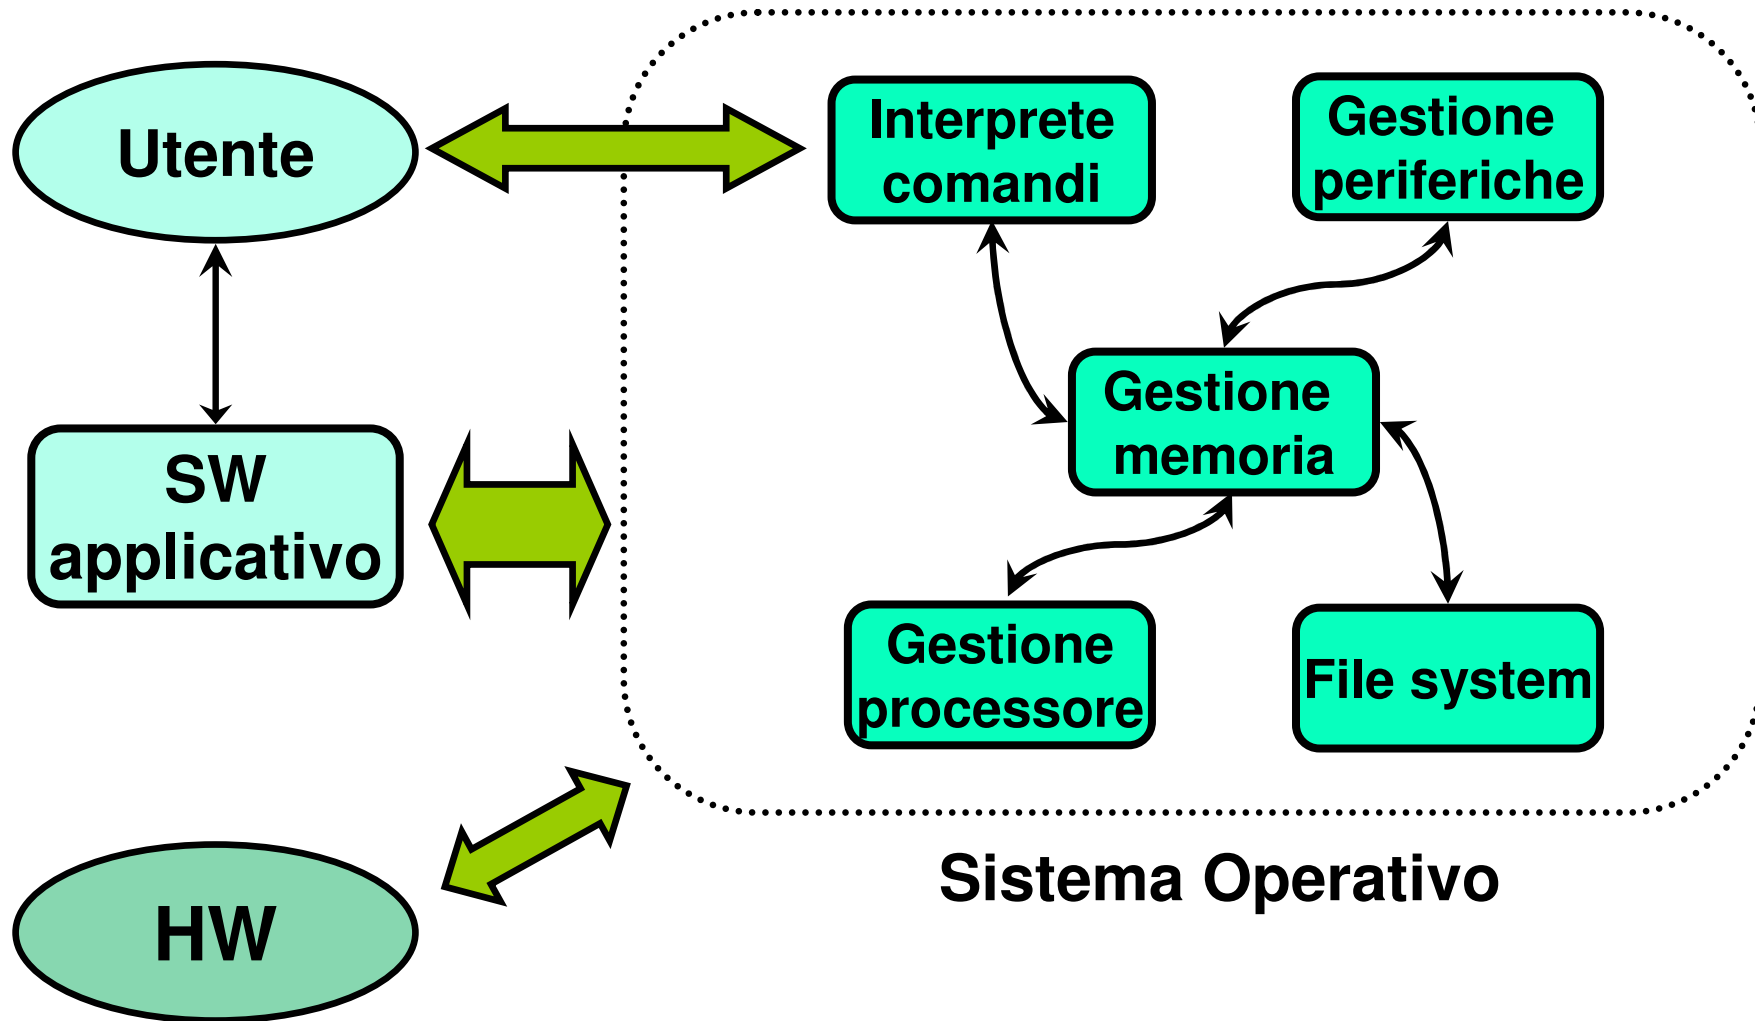 Utente
Interprete
comandi
Gestione
periferiche
SW
applicativo
Gestione
memoria
Gestione
processore
File system
Sistema Operativo
HW